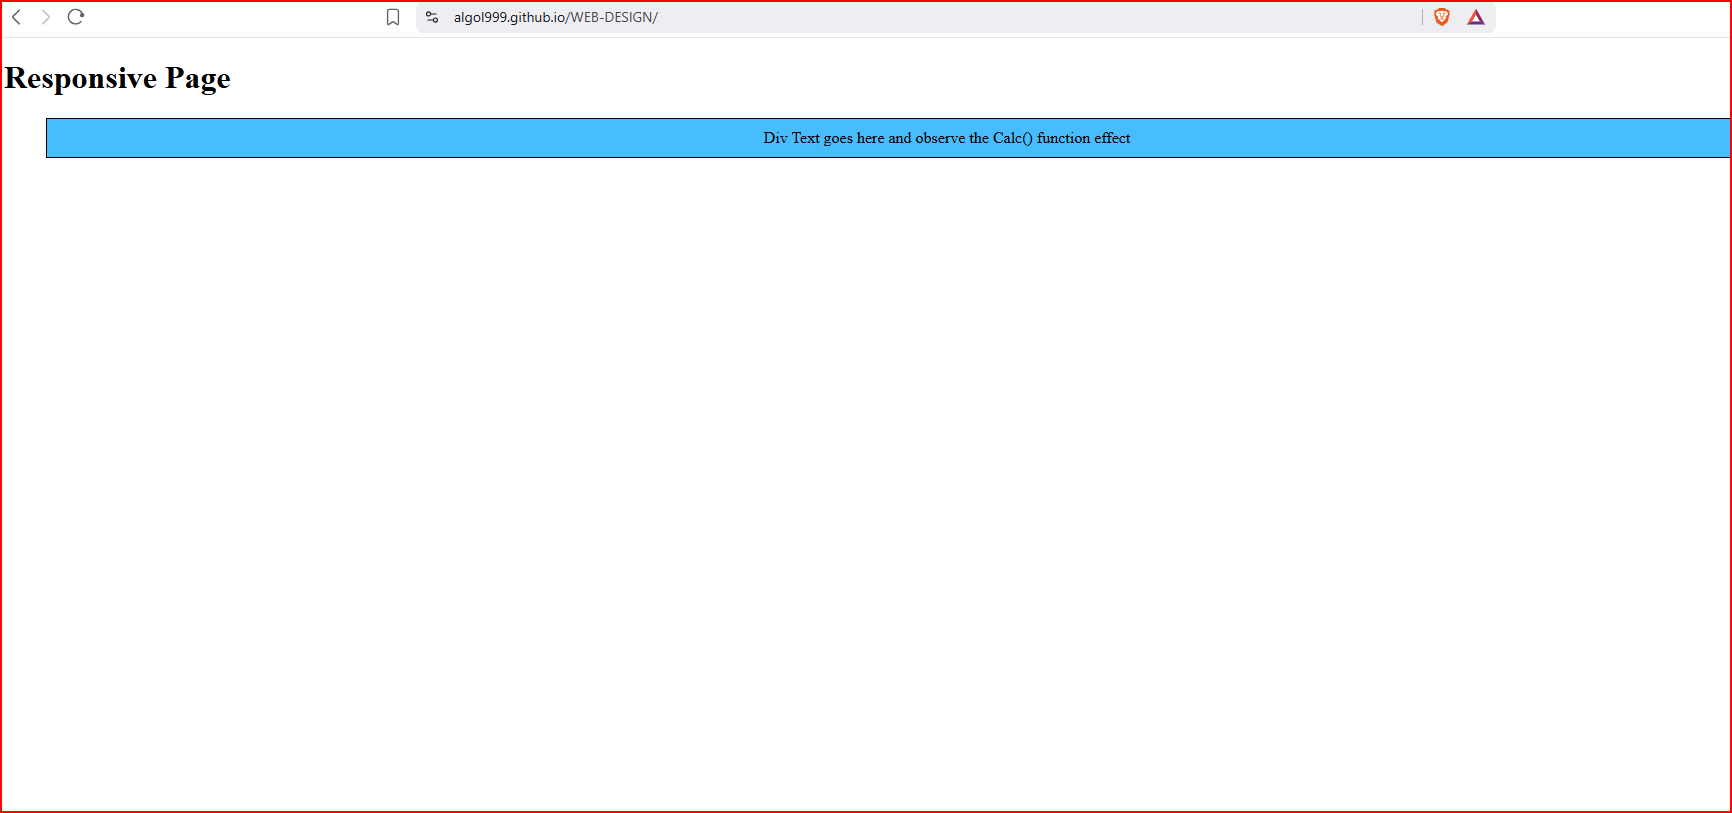 algol999.github.io/WEB-DESIGN/
Responsive Page
Div Text goes here and observe the Calc() function effect